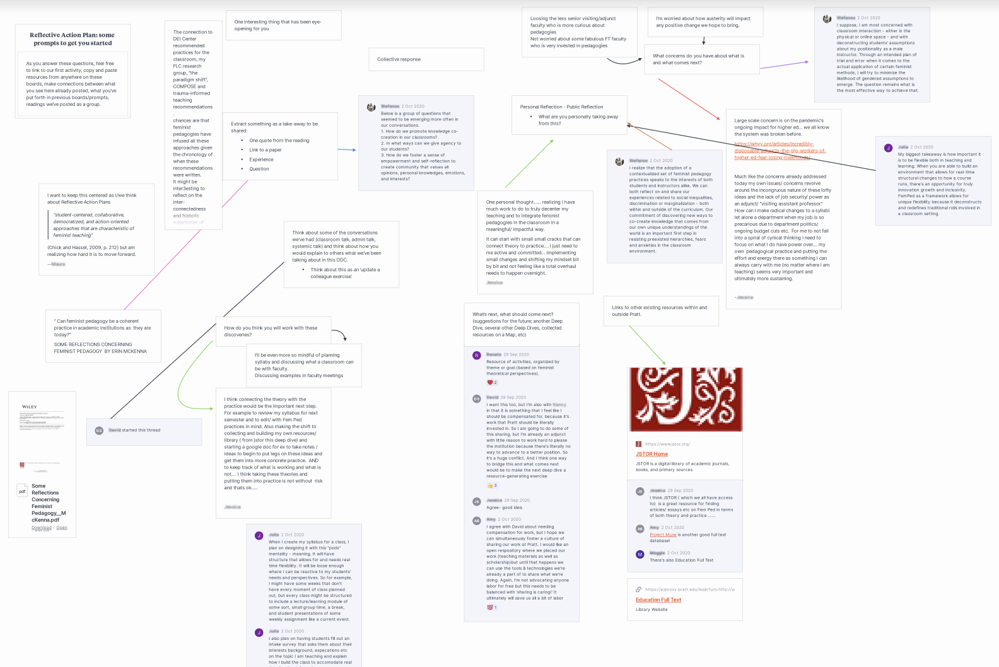 Reflective Action Plan: some
prompts to get you started
As you answer these questions, feel free
to link to our first activity, copy and paste
resources from anywhere on these
boards, make connections between what
you see here already posted, what you've
put forth in previous boards/prompts,
readings we've posted as a group.
The connection to
DEI Center
recommended
practices for the
classroom, my
FLC research
group, "the
paradigm shift",
COMPOSE and
trauma-informed
teaching
recommendations
.
chances are that
feminist
pedagogies have
infused all these
approaches given
the chronology of
when these
recommendations
were written.
It might be
inter3esting to
reflect on the
inter-
connectedness
and historic
trajectories of
One interesting thing that has been eye-
opening for you
Collective response
Extract something as a take-away to be
shared:
• One quote from the reading
• Link to a paper
• Experience
• Question
Stefanos 2 Oct 2020
Below is a group of questions that
seemed to be emerging more often in
our conversations.
1. How do we promote knowledge co-
creation in our classrooms?
2. In what ways can we give agency to
our students?
3. How do we foster a sense of
empowerment and self-reflection to
create community that values all
opinions, personal knowledges, emotions,
and interests?
I want to keep this centered as I/we think
about Reflective Action Plans
"student-centered, collaborative,
democratized, and action-oriented
approaches that are characteristic of
feminist teaching"
(Chick and Hassel, 2009, p. 212) but am
realizing how hard it is to move forward.
--Maura
" Can feminist pedagogy be a coherent
practice in academic institutions as they are
today?"
SOME REFLECTIONS CONCERNING
FEMINIST PEDAGOGY BY ERIN MCKENNA
WILEY
pdf
Some
Reflections
Concerning
Feminist
Pedagogy__M
cKenna.pdf
Download - Open
DS
David started this thread
Think about some of the conversations
we've had (classroom talk, admin talk,
systemic talk) and think about how you
would explain to others what we've been
talking about in this DDC.
• Think about this as an 'update a
colleague exercise'.
How do you think you will work with these
discoveries?
I'll be even more so mindful of planning
syllaby and discussing what a classroom can
be with faculty.
Discussing examples in faculty meetings
I think connecting the theory with the
practice would be the important next step.
For example to review my syllabus for next
semester and to edit/ with Fem Ped
practices in mind. Also making the shift to
collecting and building my own resources/
library ( from jstor this deep dive) and
starting a google doc for ex to take notes /
ideas to begin to put legs on these ideas and
get them into more concrete practice. AND
to keep track of what is working and what is
not.... I think taking these theories and
putting them into practice is not without risk
and thats ok.....
Jessica
J
Julia 2 Oct 2020
When I create my syllabus for a class, I
plan on designing it with this "pods"
mentality - meaning, It will have
structure that allows for and needs real
time flexibility. It will be loose enough
where I can be reactive to my students'
needs and perspectives. So for example,
I might have some weeks that don't
have every moment of class planned
out, but every class might be structured
to include a lecture/learning module of
some sort, small group time, a break,
and student presentations of some
weekly assignment like a current event.
J
Julia 2 Oct 2020
I also plan on having students fill out an
intake survey that asks them about their
interests background, expecations etc
on the topic I am teaching and explain
how I build the class to accomodate real
Loosing the less senior visiting/adjunct
faculty who is more curious about
pedagogies
Not worried about some fabulous FT faculty
who is very invested in pedagogies
I'm worried about how austerity will impact
any positive change we hope to bring.
What concerns do you have about what is
and what comes next?
Stefanos 2 Oct 2020
I suppose, I am most concerned with
classroom interaction - either in the
physical or online space - and with
deconstructing students' assumptions
about my positionality as a male
instructor. Through an intended plan of
trial and error when it comes to the
actual application of certain feminist
methods, I will try to minimize the
likelihood of gendered assumptions to
emerge. The question remains what is
the most effective way to achieve that.
Personal Reflection - Public Reflection
• What are you personally taking away
from this?
Large scale concern is on the pandemic's
ongoing impact for higher ed... we all know
the system was broken before.
https://whyy.org/articles/incredibly-
disposable-adjuncts-the-gig-workers-of-
higher-ed-fear-losing-livelihoods/
Much like the concerns already addressed
today my own issues/ concerns revolve
around the incongruous nature of these lofty
ideas and the lack of job security/ power as
an adjunct/ "visiting assistant professor."
How can I make radical changes to a syllabi
let alone a department when my job is so
precarious due to department politics/
ongoing budget cuts etc. For me to not fall
into a spiral of cynical thinking I need to
focus on what I do have power over.... my
own pedagogical practice and putting the
effort and energy there as something I can
always carry with me (no matter where I am
teaching) seems very important and
ultimately more sustaining.
-Jessica
J
Julia 2 Oct 2020
My biggest takeaway is how important it
is to be flexible both in teaching and
learning. When you are able to build an
environment that allows for real-time
structural changes to how a course
runs, there's an opportunity for truly
innovation growth and inclusivity.
FemPed as a framework allows for
unique flexibility because it deconstructs
and redefines traditional rolls involved in
a classroom setting.
Stefanos 2 Oct 2020
I realize that the adoption of a
contextualized set of feminist pedagogy
practices speaks to the interests of both
students and instructors alike. We can
both reflect on and share our
experiences related to social inequalities,
discrimination or marginalization - both
within and outside of the curriculum. Our
commitment of discovering new ways to
co-create knowledge that comes from
our own unique understandings of the
world is an important first step in
resisting preexisted hierarchies, fears
and anxieties in the classroom
environment.
One personal thought...... realizing I have
much work to do to truly decenter my
teaching and to integrate feminist
pedagogies in the classroom in a
meaningful/ impactful way.
It can start with small small cracks that can
connect theory to practice.... I just need to
me active and committed... implementing
small changes and shifting my mindset bit
by bit and not feeling like a total overhaul
needs to happen overnight.
Jessica
What's next, what should come next?
(suggestions for the future; another Deep
Dive, several other Deep Dives, collected
resources on a Map, etc)
R
Renata 29 Sep 2020
Resource of activities, organized by
theme or goal (based on feminist
theoretical perspectives).
❤️ 2
DS
David 29 Sep 2020
I want this too, but I'm also with Nancy
in that it is something that I feel like I
should be compensated for. because it's
work that Pratt should be literally
invested in. So I am going to do some of
this sharing, but I'm already an adjunct
with little reason to work hard to please
the institution because there's literally no
way to advance to a better position. So
it's a huge conflict. And I think one way
to bridge this and what comes next
would be to make the next deep dive a
resource-generating exercise
👍 3
JS
Jessica 29 Sep 2020
Agree- good idea.
AB
Amy 2 Oct 2020
I agree with David about needing
compensation for work, but I hope we
can simultaneously foster a culture of
sharing our work at Pratt. I would like an
open respository where we placed our
work (teaching materials as well as
scholarship)but until that happens we
can use the tools & technologies we're
already a part of to share what we're
doing. Again, I'm not advocating anyone
labor for free but this needs to be
balanced with 'sharing is caring!' It
ultimately will save us all a bit of labor
💯 1
Links to other existing resources within and
outside Pratt.
https://www.jstor.org/
JSTOR Home
JSTOR is a digital library of academic journals,
books, and primary sources.
JS
Jessica 29 Sep 2020
I think JSTOR ( which we all have access
to) is a great resource for finding
articles/ essays etc on Fem Ped in terms
of both theory and practice ......
AB
Amy 2 Oct 2020
Project Muse is another good full text
database!
M
Maggie 2 Oct 2020
There's also Education Full Text
https://ezproxy.pratt.edu/login?url=http://s
Education Full Text
Library Website